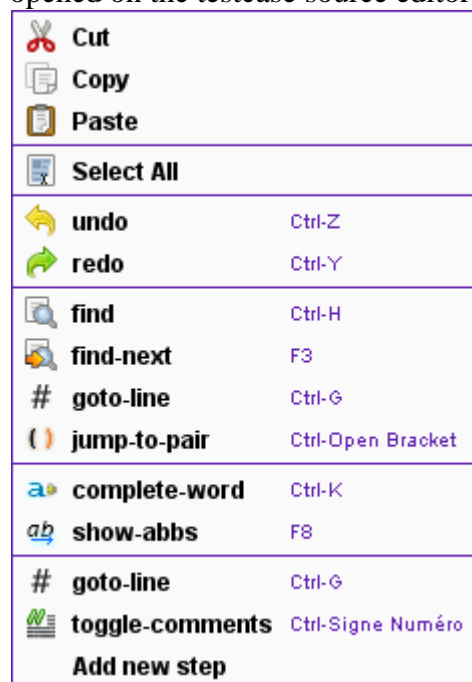 opened on the testcase source editor
Cut
Copy
Paste
Select All
undo Ctrl-Z
redo Ctrl-Y
find Ctrl-H
find-next F3
# goto-line Ctrl-G
( ) jump-to-pair Ctrl-Open Bracket
a complete-word Ctrl-K
ab show-abbs F8
# goto-line Ctrl-G
toggle-comments Ctrl-Signe Numéro
Add new step